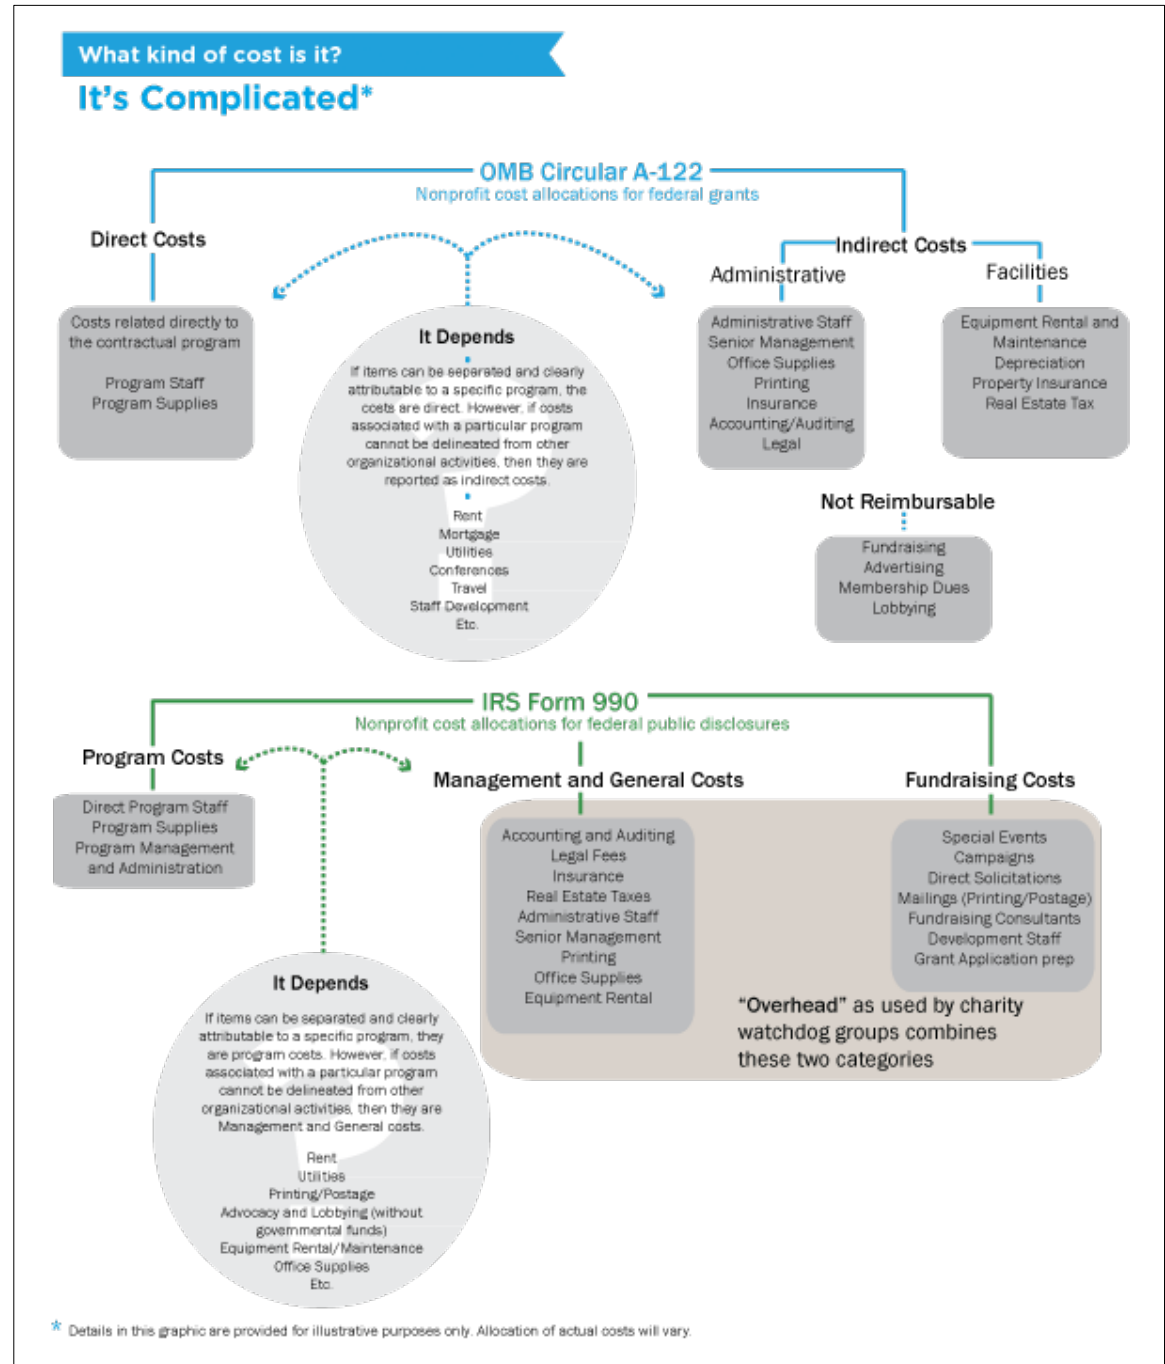 What kind of cost is it?
It's Complicated*
OMB Circular A-122
Nonprofit cost allocations for federal grants
Direct Costs
Costs related directly to
the contractual program
Program Staff
Program Supplies
It Depends
If items can be separated and clearly
attributable to a specific program, the
costs are direct. However, if costs
associated with a particular program
cannot be delineated from other
organizational activities, then they are
reported as indirect costs.
Rent
Mortgage
Utilities
Conferences
Travel
Staff Development
Etc.
Indirect Costs
Administrative
Administrative Staff
Senior Management
Office Supplies
Printing
Insurance
Accounting/Auditing
Legal
Facilities
Equipment Rental and
Maintenance
Depreciation
Property Insurance
Real Estate Tax
Not Reimbursable
Fundraising
Advertising
Membership Dues
Lobbying
IRS Form 990
Nonprofit cost allocations for federal public disclosures
Program Costs
Direct Program Staff
Program Supplies
Program Management
and Administration
It Depends
If items can be separated and clearly
attributable to a specific program, they
are program costs. However, if costs
associated with a particular program
cannot be delineated from other
organizational activities, then they are
Management and General costs.
Rent
Utilities
Printing/Postage
Advocacy and Lobbying (without
governmental funds)
Equipment Rental/Maintenance
Office Supplies
Etc.
Management and General Costs
Accounting and Auditing
Legal Fees
Insurance
Real Estate Taxes
Administrative Staff
Senior Management
Printing
Office Supplies
Equipment Rental
Fundraising Costs
Special Events
Campaigns
Direct Solicitations
Mailings (Printing/Postage)
Fundraising Consultants
Development Staff
Grant Application prep
"Overhead" as used by charity
watchdog groups combines
these two categories
* Details in this graphic are provided for illustrative purposes only. Allocation of actual costs will vary.